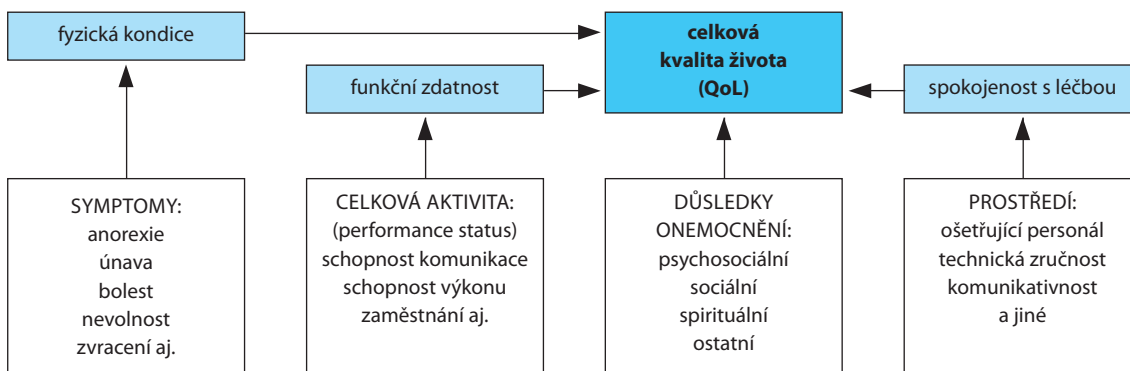 fyzická kondice
celková
kvalita života
(QoL)
funkční zdatnost
spokojenost s léčbou
SYMPTOMY:
anorexie
únava
bolest
nevolnost
zvracení aj.
CELKOVÁ AKTIVITA:
(performance status)
schopnost komunikace
schopnost výkonu
zaměstnání aj.
DŮSLEDKY
ONEMOCNĚNÍ:
psychosociální
sociální
spirituální
ostatní
PROSTŘEDÍ:
ošetřující personál
technická zručnost
komunikativnost
a jiné